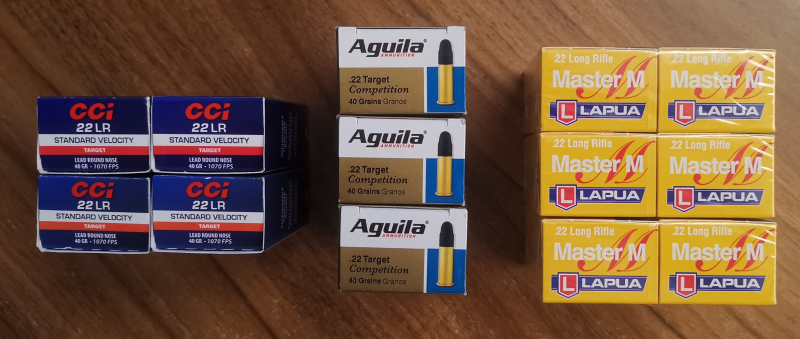 CCi
22 LR
STANDARD VELOCITY
TARGET
LEAD ROUND NOSE
40 GR - 1070 FPS
CCi
22 LR
STANDARD VELOCITY
TARGET
LEAD ROUND NOSE
40 GR - 1070 FPS
CCi
22 LR
STANDARD VELOCITY
TARGET
LEAD ROUND NOSE
40 GR - 1070 FPS
CCi
22 LR
STANDARD VELOCITY
TARGET
LEAD ROUND NOSE
40 GR - 1070 FPS
Aguila®
AMMUNITION
.22 Target
Competition
40 Grains Granos
Aguila®
AMMUNITION
.22 Target
Competition
40 Grains Granos
Aguila®
AMMUNITION
.22 Target
Competition
40 Grains Granos
.22 Long Rifle
Master M
L LAPUA
.22 Long Rifle
Master M
L LAPUA
.22 Long Rifle
Master M
L LAPUA
.22 Long Rifle
Master M
L LAPUA
.22 Long Rifle
Master M
L LAPUA
.22 Long Rifle
Master M
L LAPUA